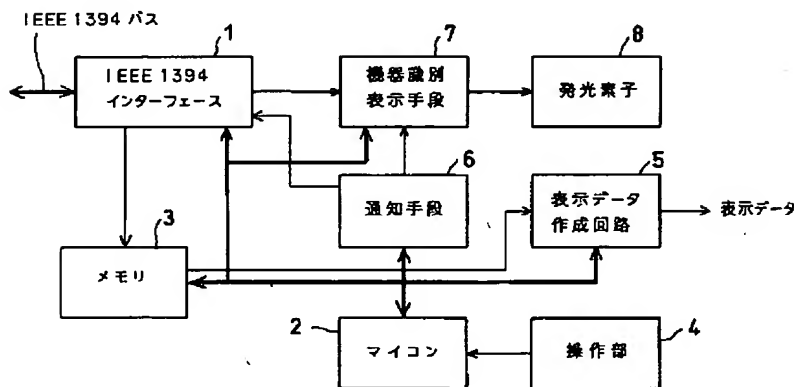 IEEE 1394 バス
1
IEEE 1394
インターフェース
7
機器識別
表示手段
8
発光素子
6
通知手段
5
表示データ
作成回路
表示データ
3
メモリ
2
マイコン
4
操作部